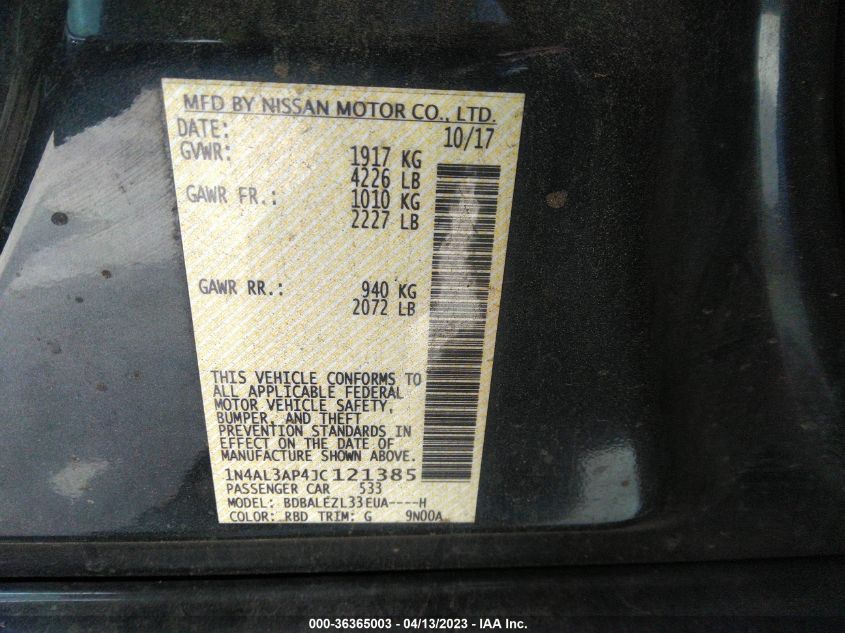 MFD BY NISSAN MOTOR CO., LTD.
DATE: 10/17
GVWR: 1917 KG
4226 LB
GAWR FR.: 1010 KG
2227 LB
GAWR RR.: 940 KG
2072 LB
THIS VEHICLE CONFORMS TO
ALL APPLICABLE FEDERAL
MOTOR VEHICLE SAFETY,
BUMPER, AND THEFT
PREVENTION STANDARDS IN
EFFECT ON THE DATE OF
MANUFACTURE SHOWN ABOVE.
1N4AL3AP4JC121385
PASSENGER CAR 533
MODEL: BDBALEZL33EUA----H
COLOR: RBD TRIM: G 9N00A
000-36365003 - 04/13/2023 - IAA Inc.